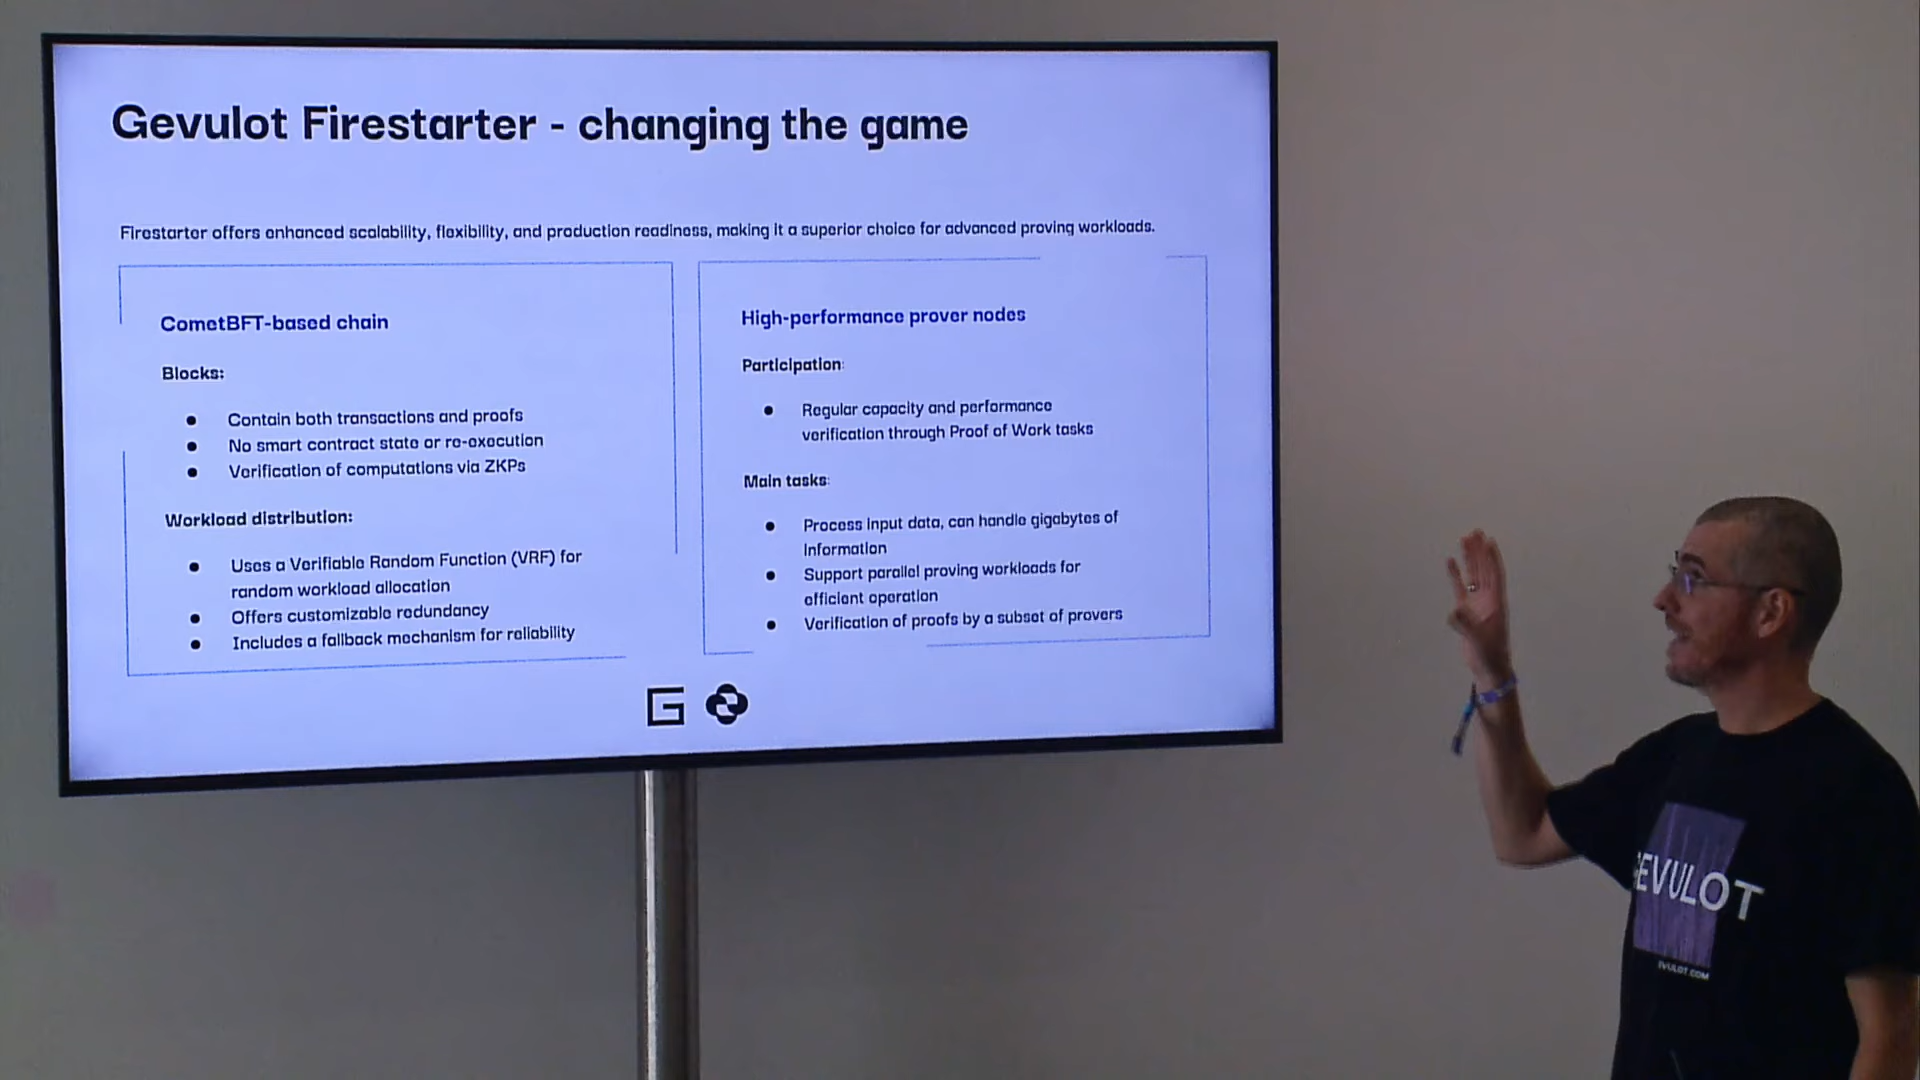 Gevulot Firestarter - changing the game
Firestarter offers enhanced scalability, flexibility, and production readiness, making it a superior choice for advanced proving workloads.
CometBFT-based chain
Blocks:
● Contain both transactions and proofs
● No smart contract state or re-execution
● Verification of computations via ZKPs
Workload distribution:
● Uses a Verifiable Random Function (VRF) for
random workload allocation
● Offers customizable redundancy
● Includes a fallback mechanism for reliability
High-performance prover nodes
Participation:
● Regular capacity and performance
verification through Proof of Work tasks
Main tasks:
● Process input data, can handle gigabytes of
information
● Support parallel proving workloads for
efficient operation
● Verification of proofs by a subset of provers
G
GEVULOT